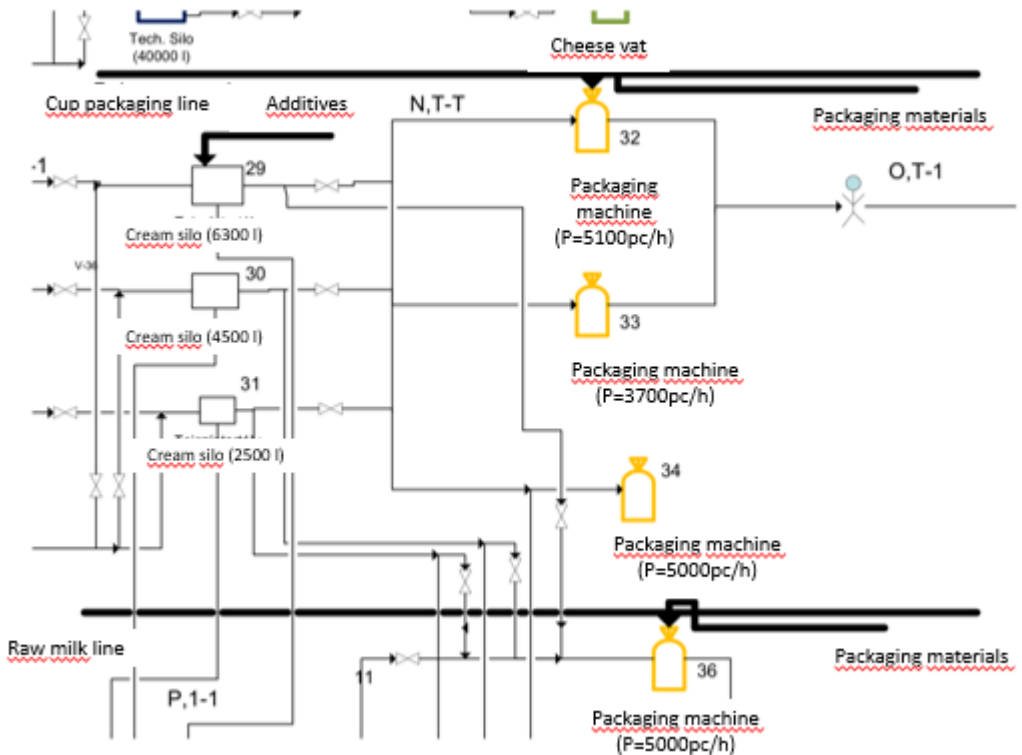 Tech. Silo
(40000 l)
Cheese vat
Cup packaging line
Additives
N,T-T
Packaging materials
-1
29
32
O,T-1
Packaging
machine
(P=5100pc/h)
Cream silo (6300 l)
V-36
30
33
Cream silo (4500 l)
Packaging machine
(P=3700pc/h)
31
Cream silo (2500 l)
34
Packaging machine
(P=5000pc/h)
Raw milk line
Packaging materials
11
36
P,1-1
Packaging machine
(P=5000pc/h)